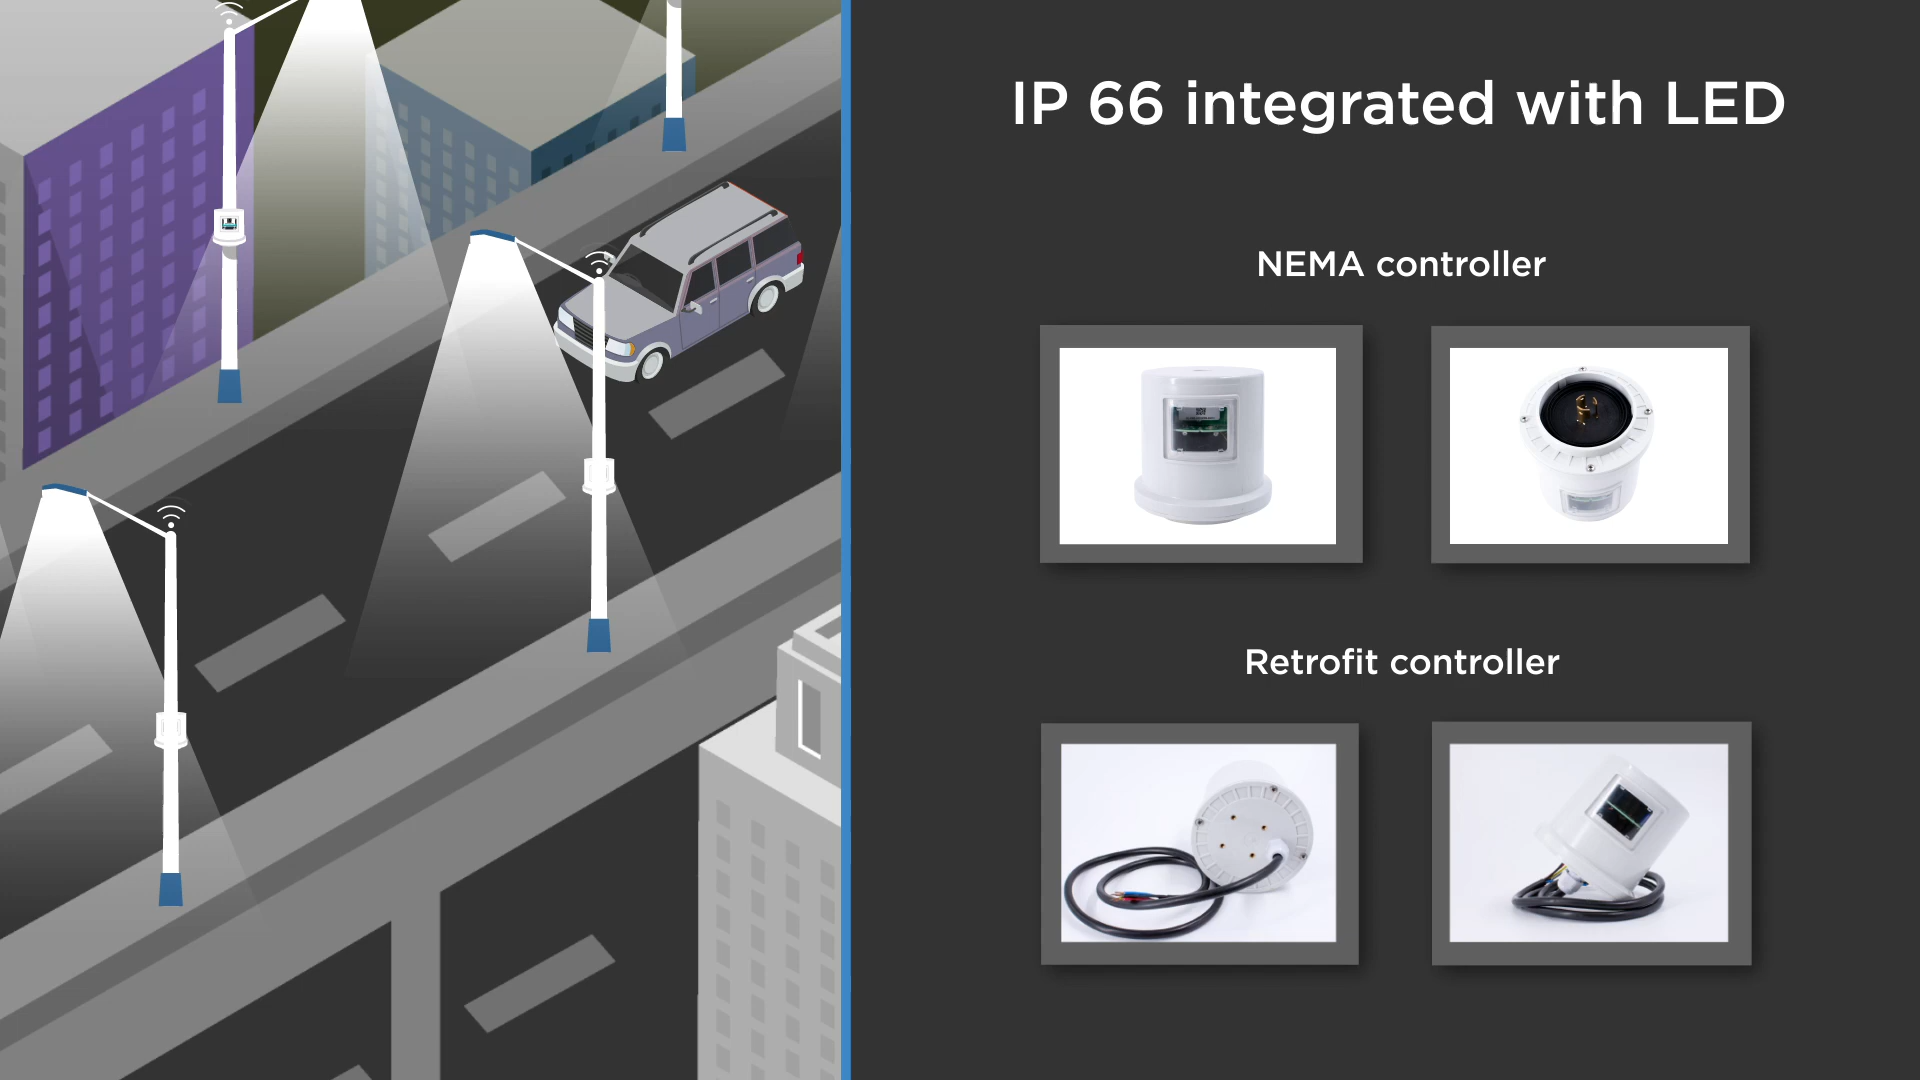 IP 66 integrated with LED
NEMA controller
Retrofit controller